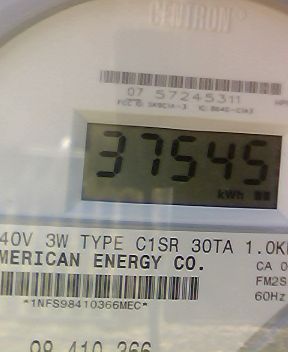 CENTRON
07 57245311
37545
kWh
40V 3W TYPE C1SR 30TA 1.0K
MERICAN ENERGY CO.
CA 0
FM2S
*1NFS98410366MEC*
60Hz
98 410 366